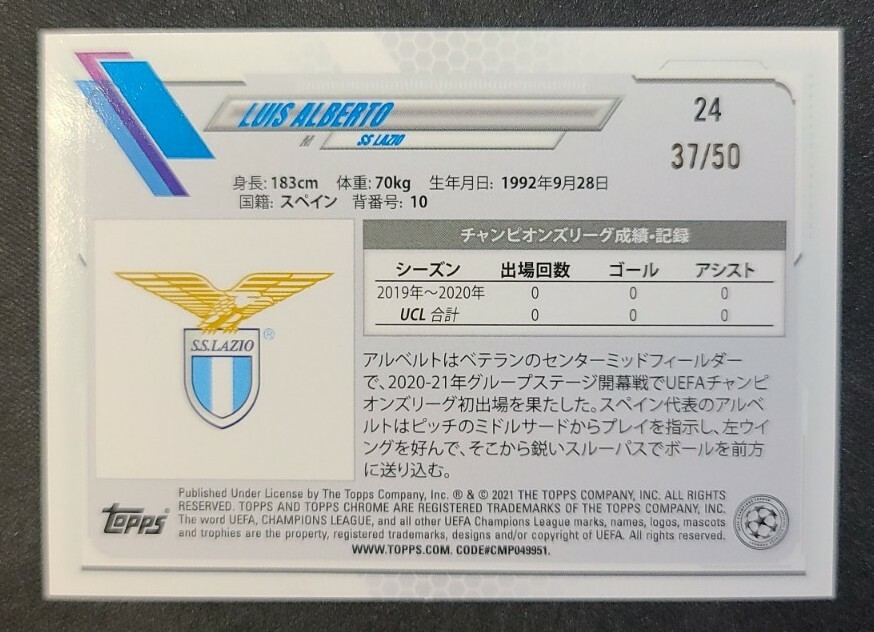 LUIS ALBERTO
24
M SS LAZIO
37/50
身長: 183cm 体重: 70kg 生年月日: 1992年9月28日
国籍: スペイン 背番号: 10
チャンピオンズリーグ成績・記録
シーズン 出場回数 ゴール アシスト
2019年〜2020年 0 0 0
UCL 合計 0 0 0
S.S.LAZIO ®
アルベルトはベテランのセンターミッドフィールダー
で、2020-21年グループステージ開幕戦でUEFAチャンピ
オンズリーグ初出場を果たした。スペイン代表のアルベ
ルトはピッチのミドルサードからプレイを指示し、左ウイ
ングを好んで、そこから鋭いスルーパスでボールを前方
に送り込む。
Published Under License by The Topps Company, Inc. ® & © 2021 THE TOPPS COMPANY, INC. ALL RIGHTS
RESERVED. TOPPS AND TOPPS CHROME ARE REGISTERED TRADEMARKS OF THE TOPPS COMPANY, INC.
The word UEFA, CHAMPIONS LEAGUE, and all other UEFA Champions League marks, names, logos, mascots
and trophies are the property, registered trademarks, designs and/or copyright of UEFA. All rights reserved.
WWW.TOPPS.COM. CODE#CMP049951.
Topps